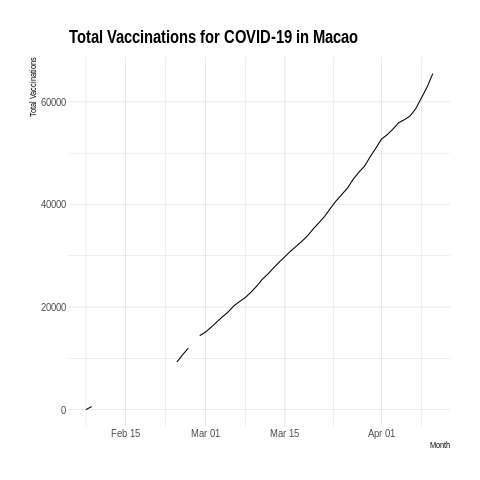 Total Vaccinations for COVID-19 in Macao
Total Vaccinations
60000
40000
20000
0
Feb 15 Mar 01 Mar 15 Apr 01
Month